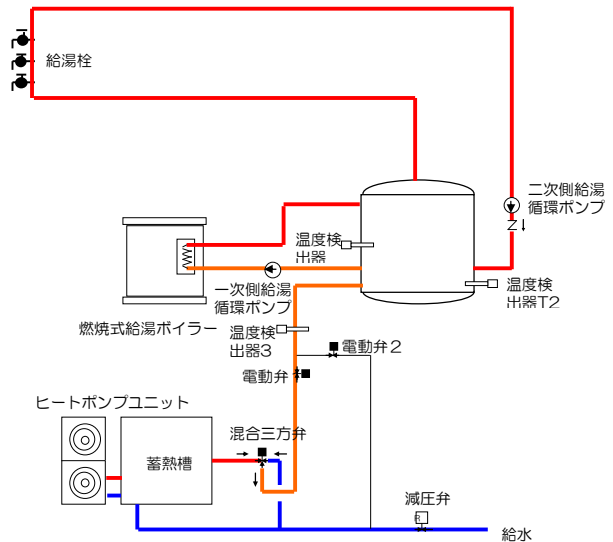 給湯栓
二次側給湯
循環ポンプ
温度検
出器
温度検
出器T2
一次側給湯
循環ポンプ
燃焼式給湯ボイラー
温度検
出器3
電動弁2
電動弁
ヒートポンプユニット
混合三方弁
蓄熱槽
減圧弁
R
給水